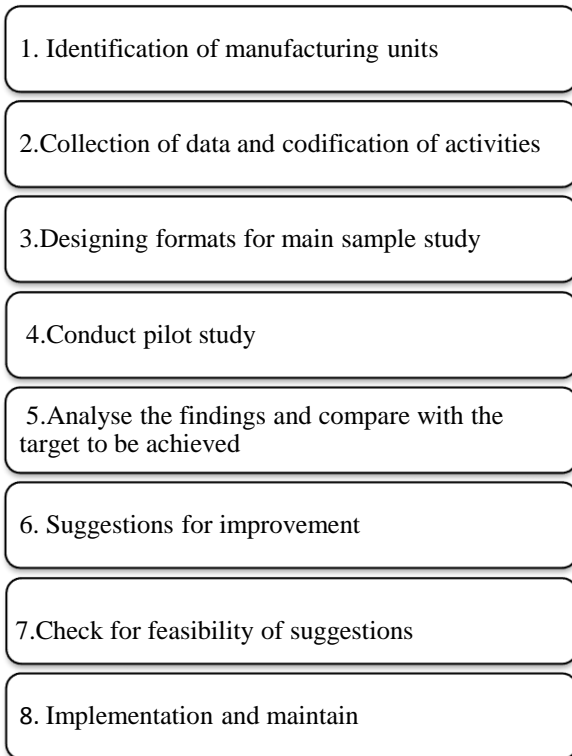 1. Identification of manufacturing units
2.Collection of data and codification of activities
3.Designing formats for main sample study
4.Conduct pilot study
5.Analyse the findings and compare with the
target to be achieved
6. Suggestions for improvement
7.Check for feasibility of suggestions
8. Implementation and maintain